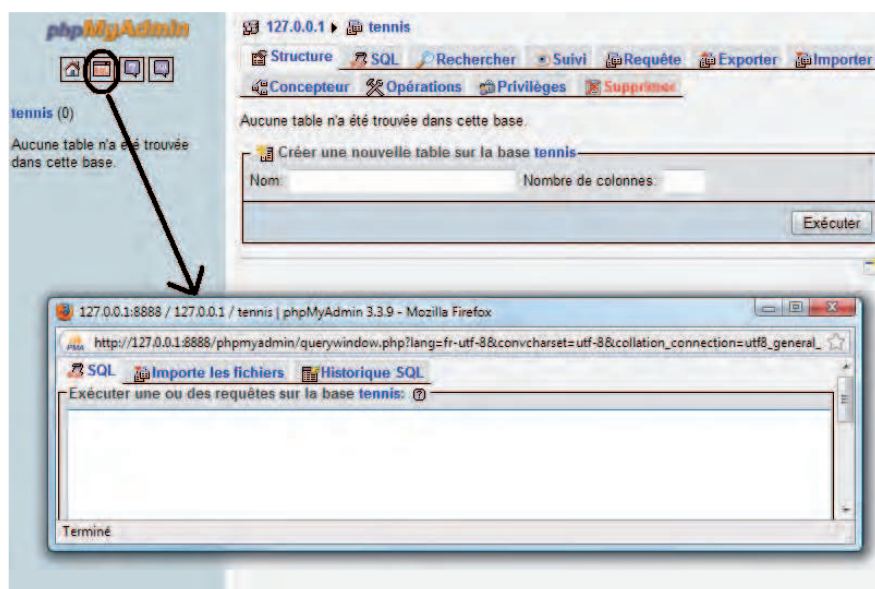 phpMyAdmin
tennis (0)
Aucune table n'a été trouvée
dans cette base.
127.0.0.1 tennis
Structure SQL Rechercher Suivi Requête Exporter Importer
Concepteur Opérations Privilèges Supprimer
Aucune table n'a été trouvée dans cette base.
Créer une nouvelle table sur la base tennis
Nom: Nombre de colonnes:
Exécuter
127.0.0.1:8888 / 127.0.0.1 / tennis | phpMyAdmin 3.3.9 - Mozilla Firefox
PMA http://127.0.0.1:8888/phpmyadmin/querywindow.php?lang=fr-utf-8&convcharset=utf-8&collation_connection=utf8_general_
SQL Importe les fichiers Historique SQL
Exécuter une ou des requêtes sur la base tennis:
Terminé